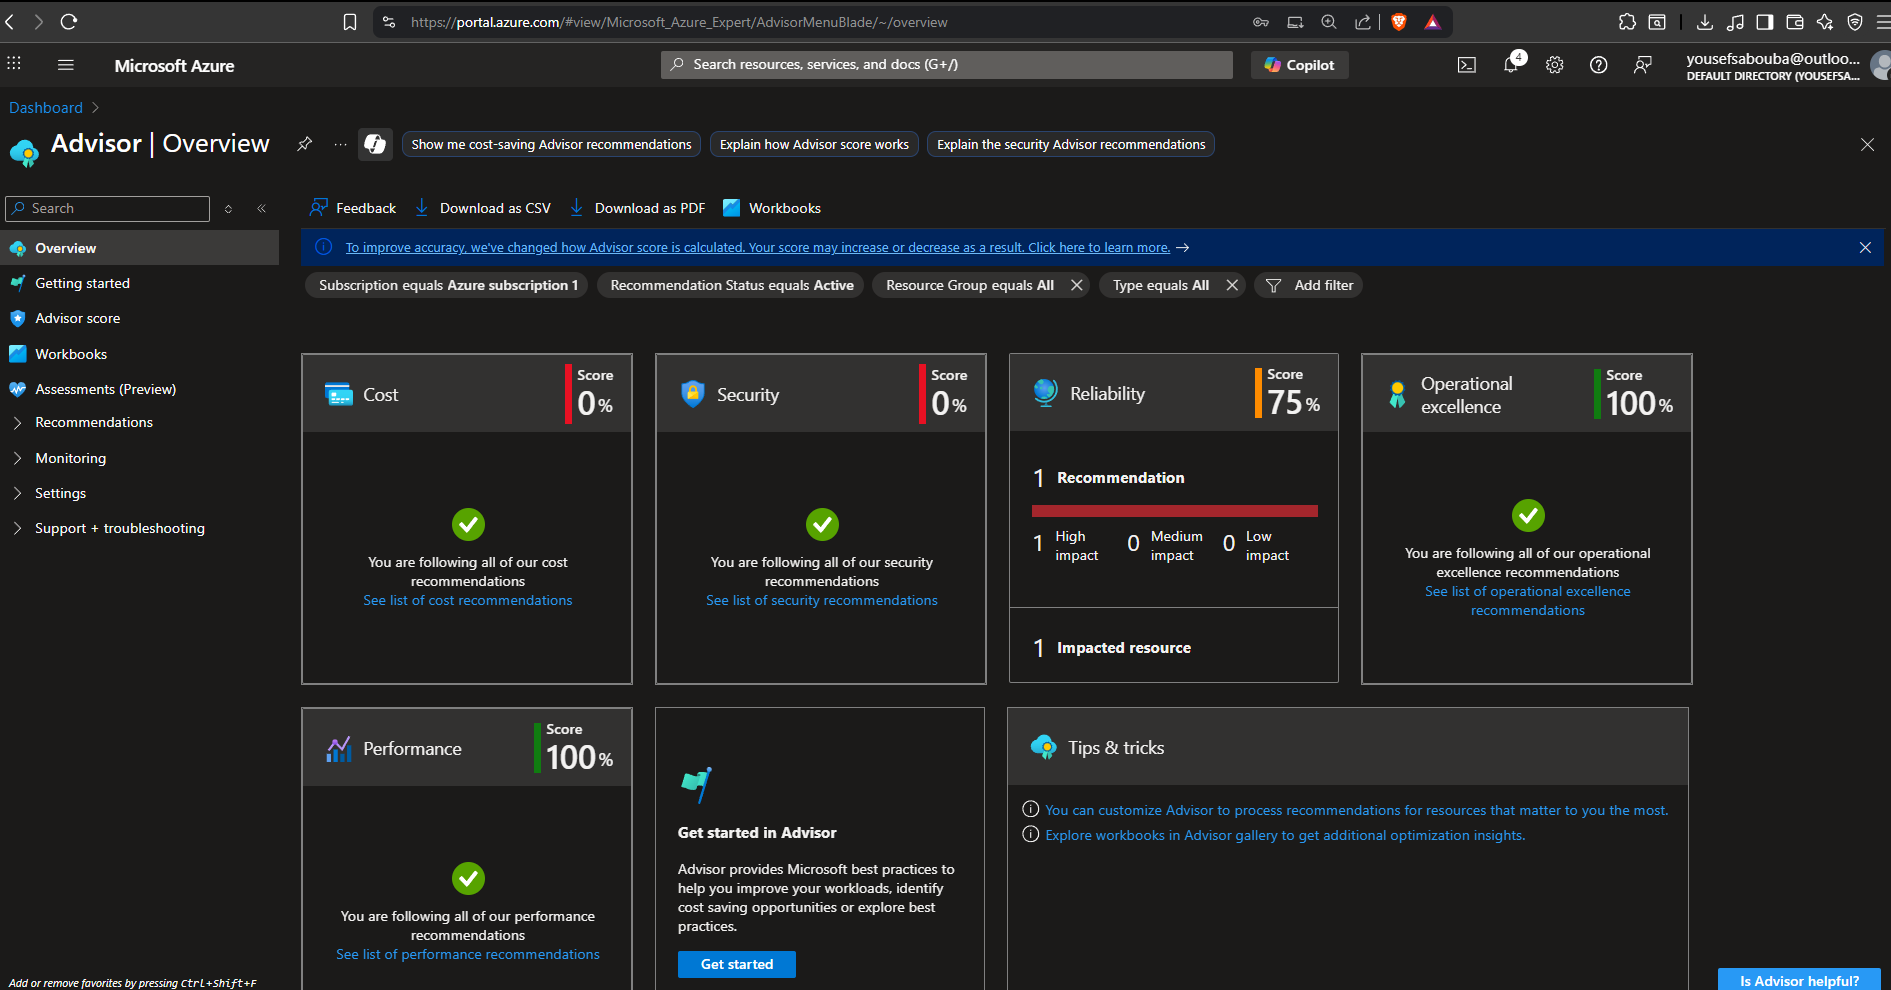 https://portal.azure.com/#view/Microsoft_Azure_Expert/AdvisorMenuBlade/~/overview
Microsoft Azure
Search resources, services, and docs (G+/)
Copilot
4
yousefsabouba@outloo...
DEFAULT DIRECTORY (YOUSEFSA...
Dashboard
Advisor | Overview
...
Show me cost-saving Advisor recommendations
Explain how Advisor score works
Explain the security Advisor recommendations
Search
Feedback
Download as CSV
Download as PDF
Workbooks
Overview
Getting started
Advisor score
Workbooks
Assessments (Preview)
Recommendations
Monitoring
Settings
Support + troubleshooting
To improve accuracy, we've changed how Advisor score is calculated. Your score may increase or decrease as a result. Click here to learn more.
Subscription equals Azure subscription 1
Recommendation Status equals Active
Resource Group equals All
Type equals All
Add filter
Cost
Score
0%
You are following all of our cost
recommendations
See list of cost recommendations
Security
Score
0%
You are following all of our security
recommendations
See list of security recommendations
Reliability
Score
75%
1 Recommendation
1 High
impact
0 Medium
impact
0 Low
impact
1 Impacted resource
Operational
excellence
Score
100%
You are following all of our operational
excellence recommendations
See list of operational excellence
recommendations
Performance
Score
100%
You are following all of our performance
recommendations
See list of performance recommendations
Get started in Advisor
Advisor provides Microsoft best practices to
help you improve your workloads, identify
cost saving opportunities or explore best
practices.
Get started
Tips & tricks
You can customize Advisor to process recommendations for resources that matter to you the most.
Explore workbooks in Advisor gallery to get additional optimization insights.
Add or remove favorites by pressing Ctrl+Shift+F
Is Advisor helpful?